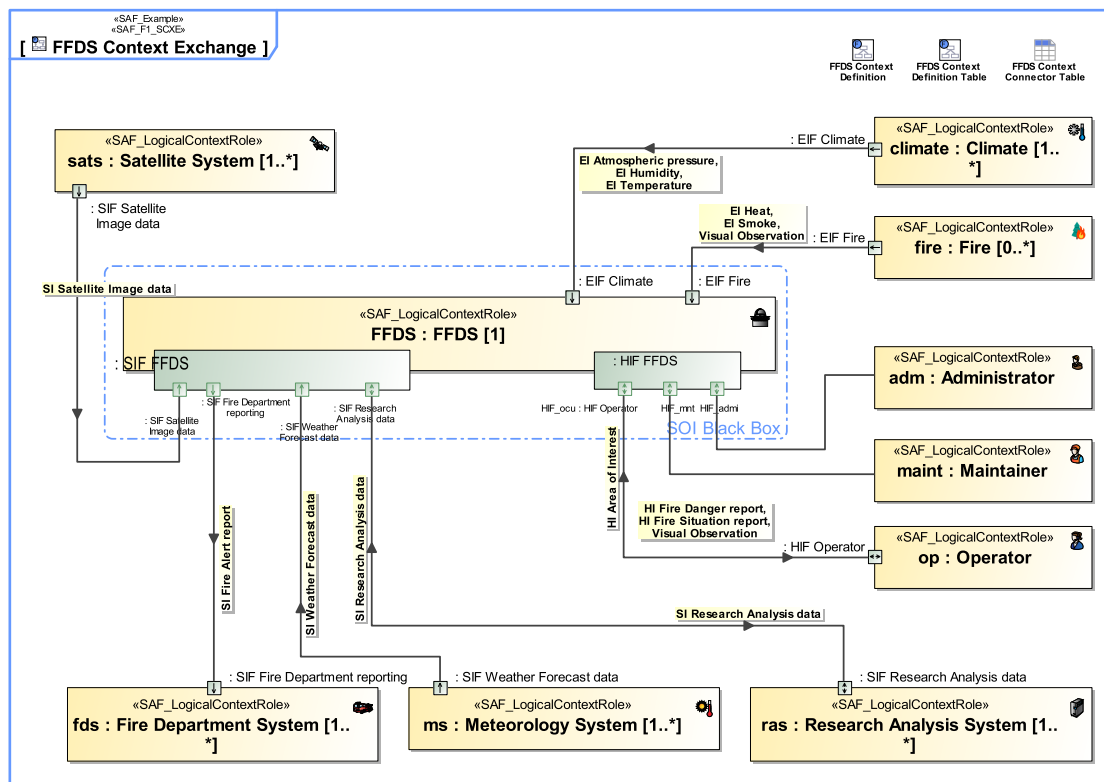 «SAF_Example»
«SAF_F1_SCXE»
[ FFDS Context Exchange ]
FFDS Context
Definition
FFDS Context
Definition Table
FFDS Context
Connector Table
«SAF_LogicalContextRole»
sats : Satellite System [1..*]
: SIF Satellite
Image data
SI Satellite Image data
«SAF_LogicalContextRole»
climate : Climate [1..
*]
: EIF Climate
EI Atmospheric pressure,
EI Humidity,
EI Temperature
«SAF_LogicalContextRole»
fire : Fire [0..*]
: EIF Fire
EI Heat,
EI Smoke,
Visual Observation
: EIF Climate
: EIF Fire
«SAF_LogicalContextRole»
FFDS : FFDS [1]
: SIF FFDS
: HIF FFDS
: SIF Satellite
Image data
: SIF Fire Department
reporting
: SIF Weather
Forecast data
: SIF Research
Analysis data
HIF_ocu : HIF Operator
HIF_mnt
HIF_admi
SOI Black Box
«SAF_LogicalContextRole»
adm : Administrator
«SAF_LogicalContextRole»
maint : Maintainer
«SAF_LogicalContextRole»
op : Operator
: HIF Operator
HI Area of Interest
HI Fire Danger report,
HI Fire Situation report,
Visual Observation
SI Fire Alert report
SI Weather Forecast data
SI Research Analysis data
SI Research Analysis data
: SIF Fire Department reporting
«SAF_LogicalContextRole»
fds : Fire Department System [1..
*]
: SIF Weather Forecast data
«SAF_LogicalContextRole»
ms : Meteorology System [1..*]
: SIF Research Analysis data
«SAF_LogicalContextRole»
ras : Research Analysis System [1..
*]